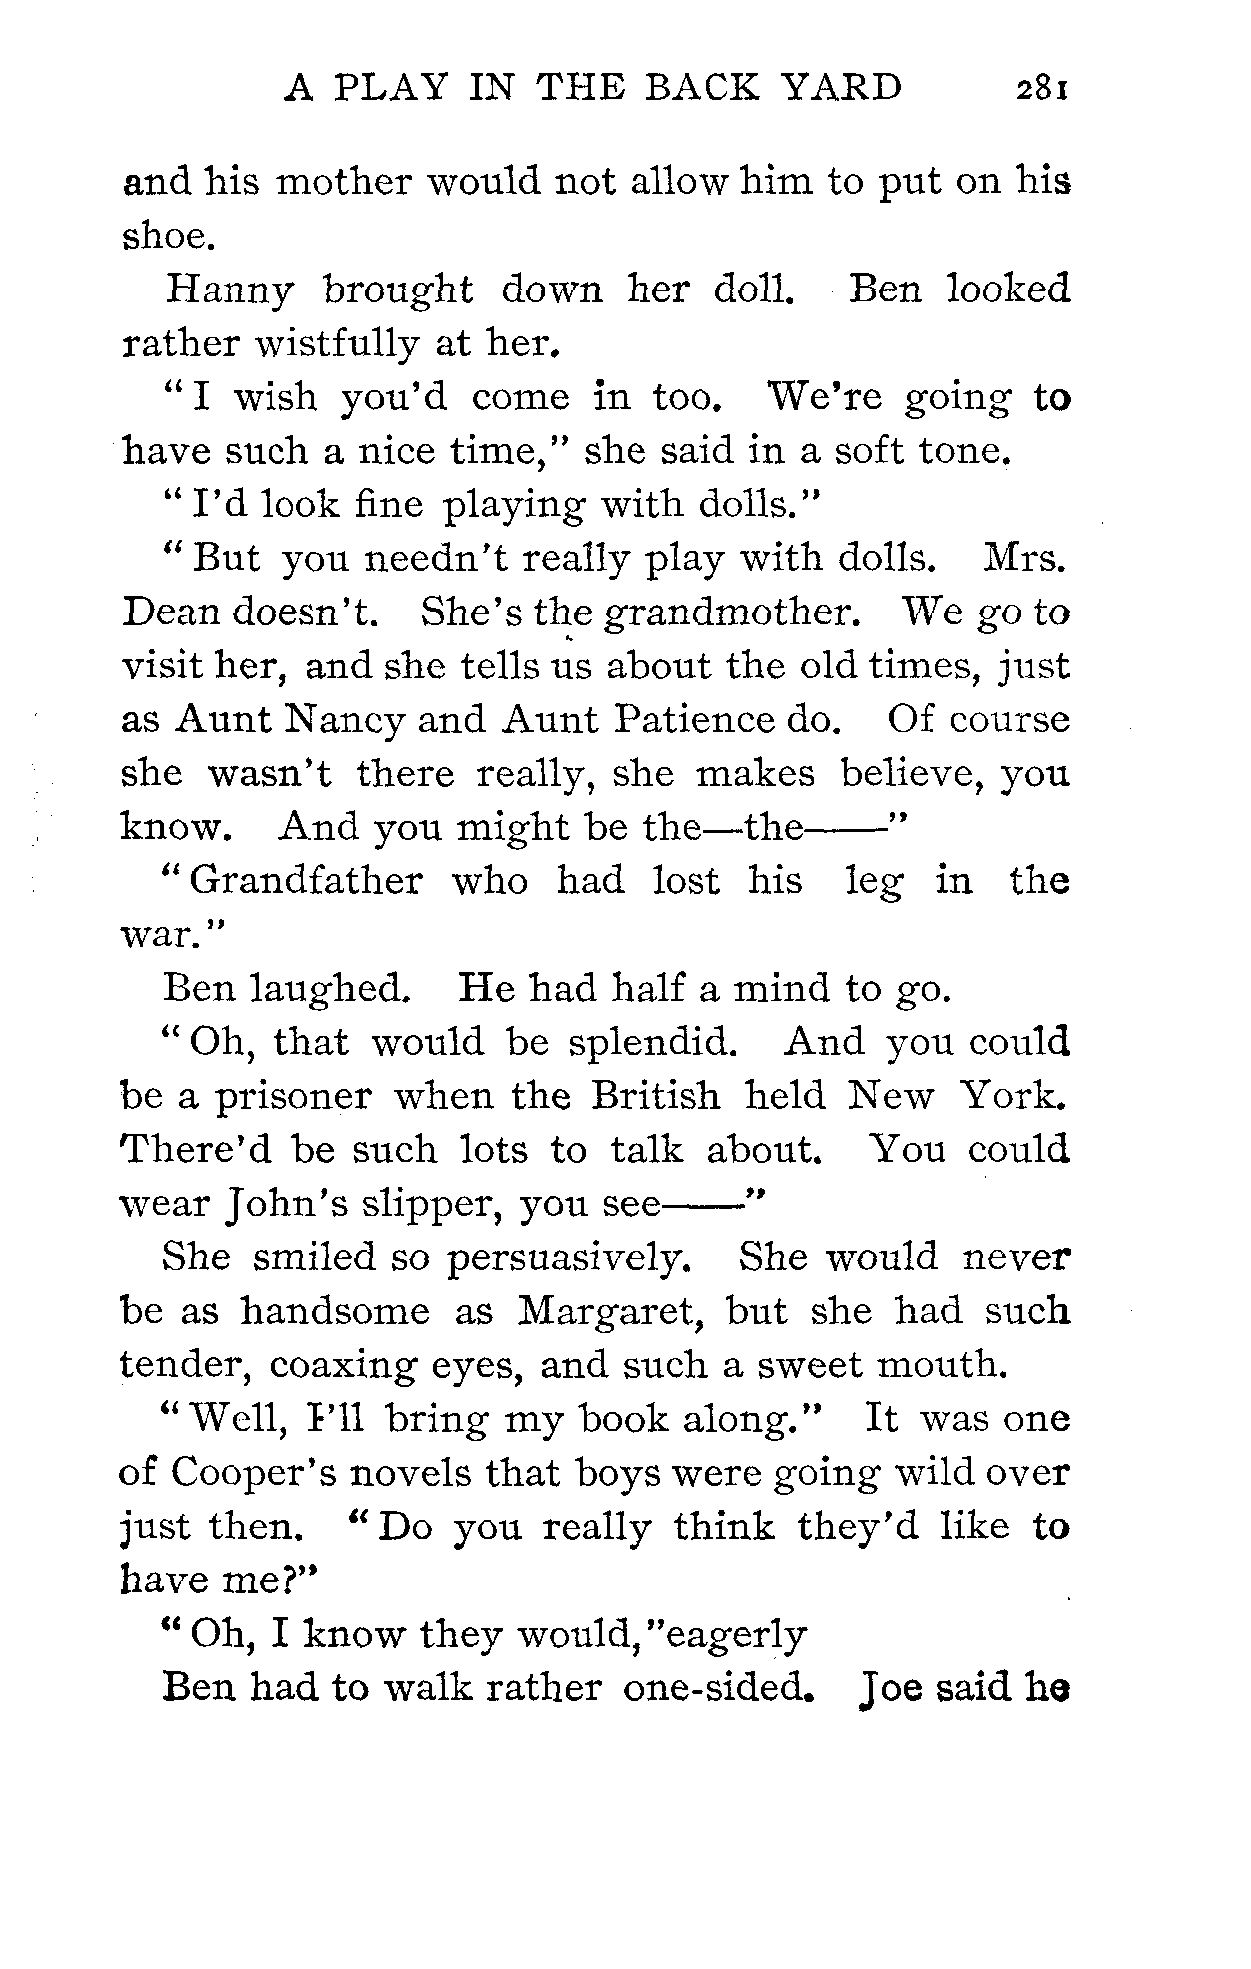 A PLAY IN THE BACK YARD 281
and his mother would not allow him to put on his
shoe.
Hanny brought down her doll. Ben looked
rather wistfully at her.
“ I wish you’d come in too. We’re going to
have such a nice time,” she said in a soft tone.
“ I’d look fine playing with dolls.”
“ But you needn’t really play with dolls. Mrs.
Dean doesn’t. She’s the grandmother. We go to
visit her, and she tells us about the old times, just
as Aunt Nancy and Aunt Patience do. Of course
she wasn’t there really, she makes believe, you
know. And you might be the—the——”
“ Grandfather who had lost his leg in the
war.”
Ben laughed. He had half a mind to go.
“ Oh, that would be splendid. And you could
be a prisoner when the British held New York.
There’d be such lots to talk about. You could
wear John’s slipper, you see——”
She smiled so persuasively. She would never
be as handsome as Margaret, but she had such
tender, coaxing eyes, and such a sweet mouth.
“ Well, I’ll bring my book along.” It was one
of Cooper’s novels that boys were going wild over
just then. “ Do you really think they’d like to
have me?”
“ Oh, I know they would,”eagerly
Ben had to walk rather one-sided. Joe said he